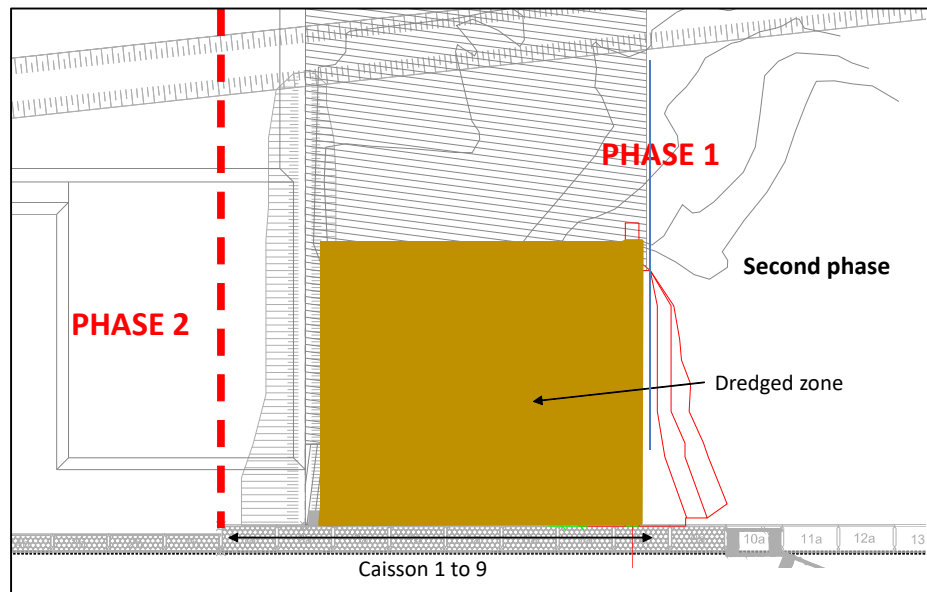 PHASE 1
Second phase
PHASE 2
Dredged zone
10a
11a
12a
13
Caisson 1 to 9